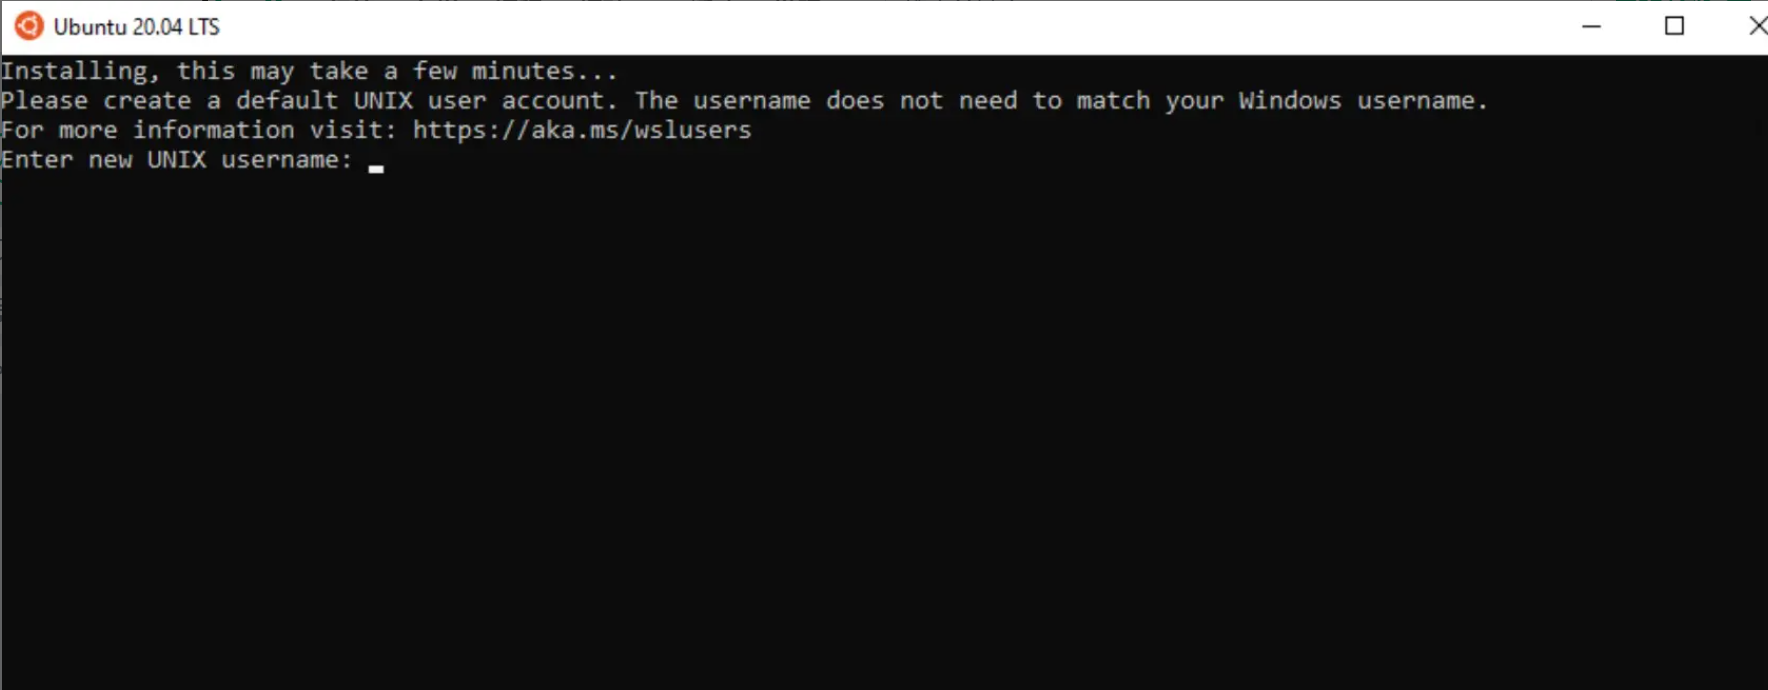 Ubuntu 20.04 LTS
Installing, this may take a few minutes...
Please create a default UNIX user account. The username does not need to match your Windows username.
For more information visit: https://aka.ms/wslusers
Enter new UNIX username: